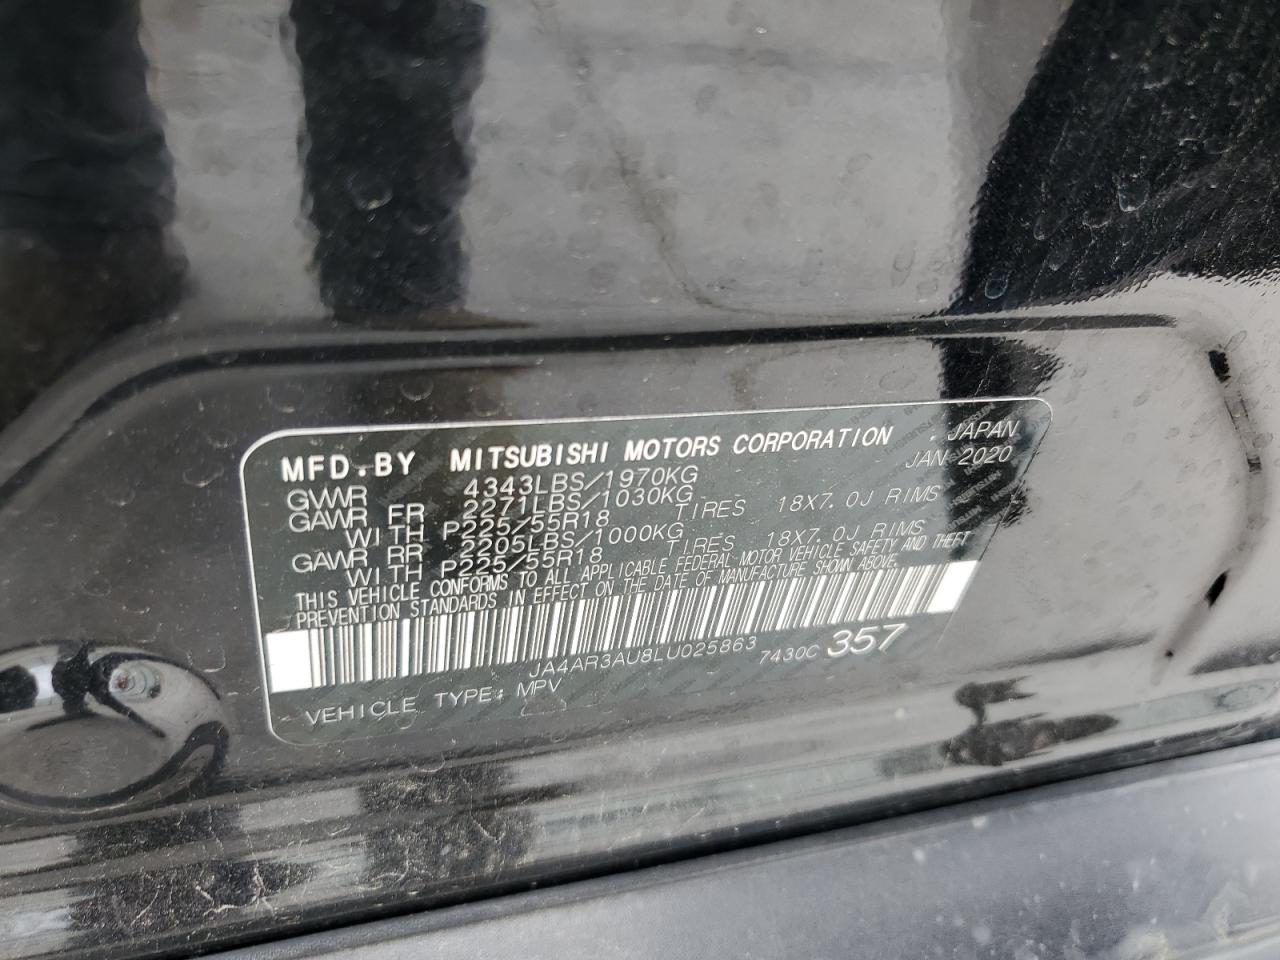 MFD.BY MITSUBISHI MOTORS CORPORATION , JAPAN
GVWR 4343LBS/1970KG JAN 2020
GAWR FR 2271LBS/1030KG
WITH P225/55R18 TIRES 18X7.0J RIMS
GAWR RR 2205LBS/1000KG
WITH P225/55R18 TIRES 18X7.0J RIMS
THIS VEHICLE CONFORMS TO ALL APPLICABLE FEDERAL MOTOR VEHICLE SAFETY AND THEFT
PREVENTION STANDARDS IN EFFECT ON THE DATE OF MANUFACTURE SHOWN ABOVE.
JA4AR3AU8LU025863 7430C 357
VEHICLE TYPE: MPV